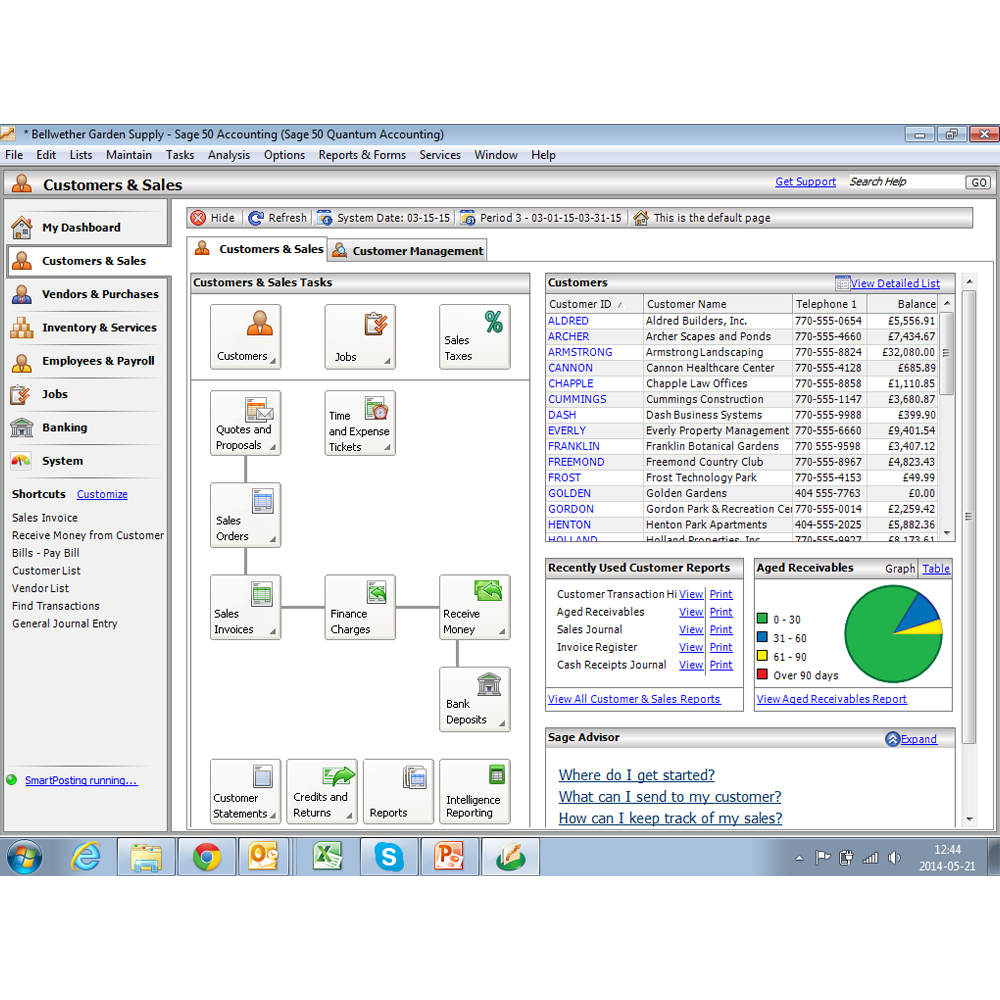 * Bellwether Garden Supply - Sage 50 Accounting (Sage 50 Quantum Accounting)
File Edit Lists Maintain Tasks Analysis Options Reports & Forms Services Window Help
Customers & Sales
Get Support Search Help GO
My Dashboard
Customers & Sales
Vendors & Purchases
Inventory & Services
Employees & Payroll
Jobs
Banking
System
Shortcuts Customize
Sales Invoice
Receive Money from Customer
Bills - Pay Bill
Customer List
Vendor List
Find Transactions
General Journal Entry
SmartPosting running...
Hide Refresh System Date: 03-15-15 Period 3 - 03-01-15-03-31-15 This is the default page
Customers & Sales Customer Management
Customers & Sales Tasks
Customers
Jobs
Sales
Taxes
%
Quotes and
Proposals
Time
and Expense
Tickets
Sales
Orders
Sales
Invoices
Finance
Charges
Receive
Money
Bank
Deposits
Customer
Statements
Credits and
Returns
Reports
Intelligence
Reporting
Customers View Detailed List
Customer ID Customer Name Telephone 1 Balance
ALDRED Aldred Builders, Inc. 770-555-0654 £5,556.91
ARCHER Archer Scapes and Ponds 770-555-4660 £7,434.67
ARMSTRONG Armstrong Landscaping 770-555-8824 £32,080.00
CANNON Cannon Healthcare Center 770-555-4128 £685.89
CHAPPLE Chapple Law Offices 770-555-8858 £1,110.85
CUMMINGS Cummings Construction 770-555-1147 £3,680.87
DASH Dash Business Systems 770-555-9988 £399.90
EVERLY Everly Property Management 770-555-6660 £9,401.54
FRANKLIN Franklin Botanical Gardens 770 555-9598 £3,407.12
FREEMOND Freemond Country Club 770-555-8967 £4,823.43
FROST Frost Technology Park 770-555-4153 £49.99
GOLDEN Golden Gardens 404 555-7763 £0.00
GORDON Gordon Park & Recreation Cer 770-555-0014 £2,259.42
HENTON Henton Park Apartments 404-555-2025 £5,882.36
HOLLAND Holland Properties, Inc. 770-555-9927 £8,173.61
Recently Used Customer Reports
Customer Transaction Hi View Print
Aged Receivables View Print
Sales Journal View Print
Invoice Register View Print
Cash Receipts Journal View Print
View All Customer & Sales Reports
Aged Receivables Graph Table
0 - 30
31 - 60
61 - 90
Over 90 days
View Aged Receivables Report
Sage Advisor Expand
Where do I get started?
What can I send to my customer?
How can I keep track of my sales?
12:44
2014-05-21